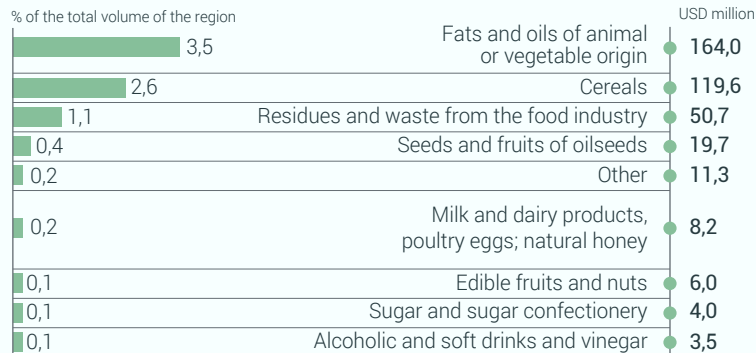 % of the total volume of the region
USD million
3,5
Fats and oils of animal
or vegetable origin
164,0
2,6
Cereals
119,6
1,1
Residues and waste from the food industry
50,7
0,4
Seeds and fruits of oilseeds
19,7
0,2
Other
11,3
0,2
Milk and dairy products,
poultry eggs; natural honey
8,2
0,1
Edible fruits and nuts
6,0
0,1
Sugar and sugar confectionery
4,0
0,1
Alcoholic and soft drinks and vinegar
3,5